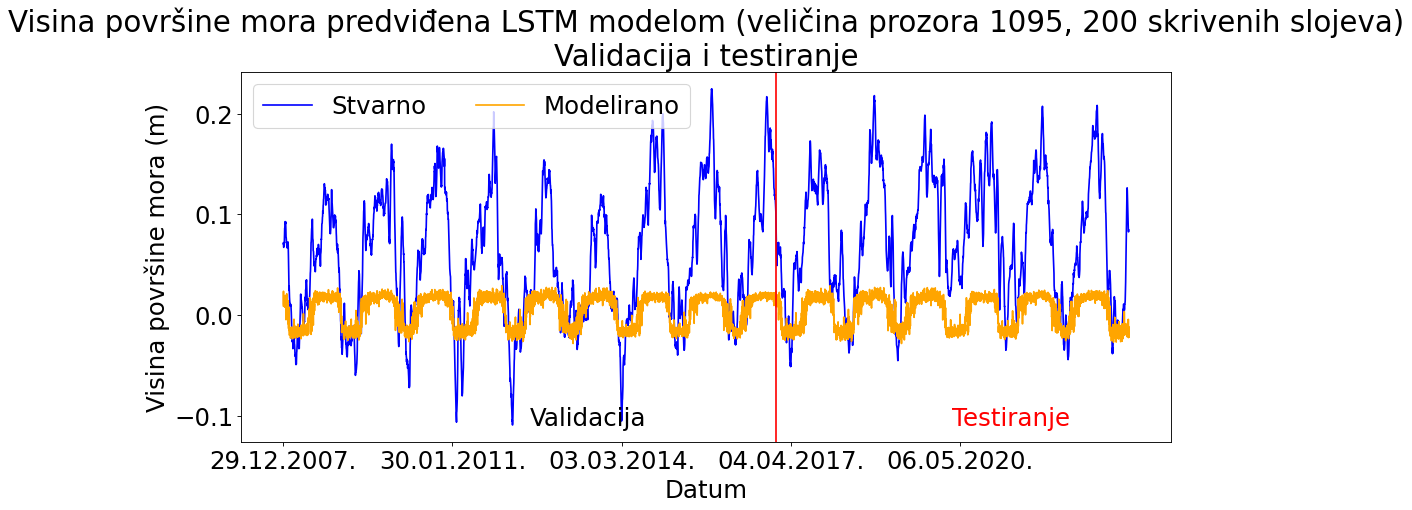 Visina površine mora predviđena LSTM modelom (veličina prozora 1095, 200 skrivenih slojeva)
Validacija i testiranje
Stvarno
Modelirano
Visina površine mora (m)
0.2
0.1
0.0
−0.1
Validacija
Testiranje
29.12.2007.
30.01.2011.
03.03.2014.
04.04.2017.
06.05.2020.
Datum